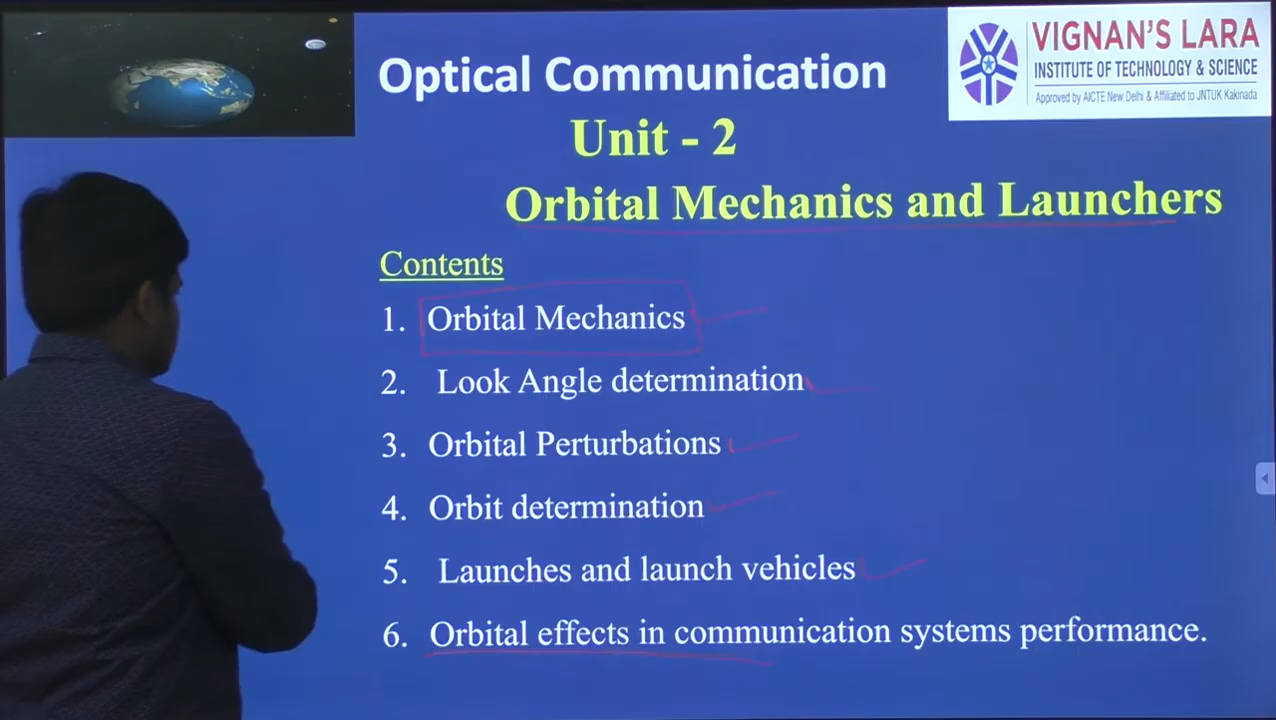 Optical Communication
VIGNAN'S LARA
INSTITUTE OF TECHNOLOGY & SCIENCE
Approved by AICTE New Delhi & Affiliated to JNTUK Kakinada
Unit - 2
Orbital Mechanics and Launchers
Contents
1. Orbital Mechanics
2. Look Angle determination
3. Orbital Perturbations
4. Orbit determination
5. Launches and launch vehicles
6. Orbital effects in communication systems performance.